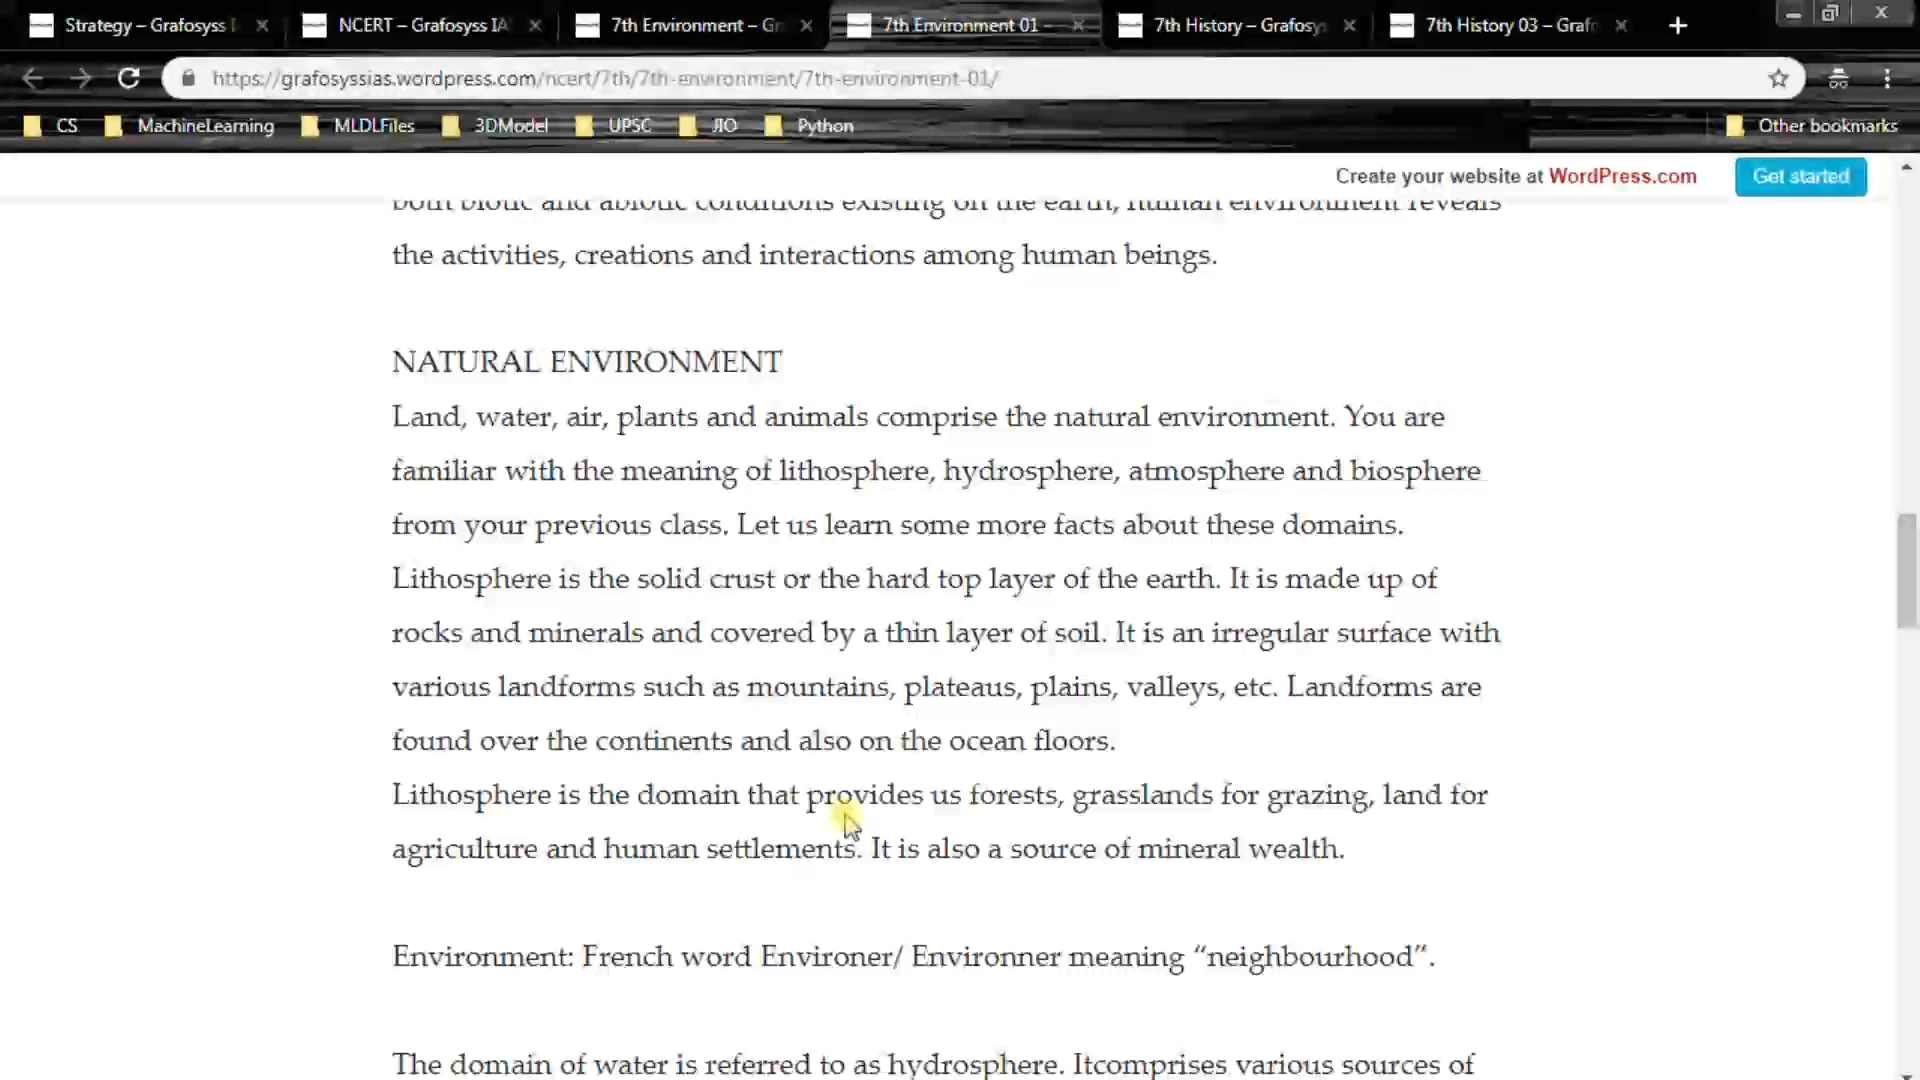 Strategy – Grafosyss I
NCERT – Grafosyss IA
7th Environment – Gr
7th Environment 01 –
7th History – Grafosy
7th History 03 – Graf
https://grafosyssias.wordpress.com/ncert/7th/7th-environment/7th-environment-01/
CS
MachineLearning
MLDLFiles
3DModel
UPSC
JIO
Python
Other bookmarks
Create your website at WordPress.com
Get started
both biotic and abiotic conditions existing on the earth, human environment reveals
the activities, creations and interactions among human beings.
NATURAL ENVIRONMENT
Land, water, air, plants and animals comprise the natural environment. You are
familiar with the meaning of lithosphere, hydrosphere, atmosphere and biosphere
from your previous class. Let us learn some more facts about these domains.
Lithosphere is the solid crust or the hard top layer of the earth. It is made up of
rocks and minerals and covered by a thin layer of soil. It is an irregular surface with
various landforms such as mountains, plateaus, plains, valleys, etc. Landforms are
found over the continents and also on the ocean floors.
Lithosphere is the domain that provides us forests, grasslands for grazing, land for
agriculture and human settlements. It is also a source of mineral wealth.
Environment: French word Environer/ Environner meaning “neighbourhood”.
The domain of water is referred to as hydrosphere. Itcomprises various sources of